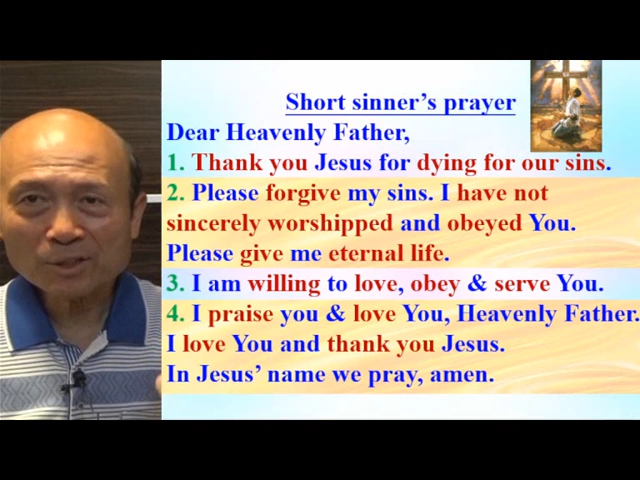 Short sinner’s prayer
Dear Heavenly Father,
1. Thank you Jesus for dying for our sins.
2. Please forgive my sins. I have not
sincerely worshipped and obeyed You.
Please give me eternal life.
3. I am willing to love, obey & serve You.
4. I praise you & love You, Heavenly Father.
I love You and thank you Jesus.
In Jesus’ name we pray, amen.